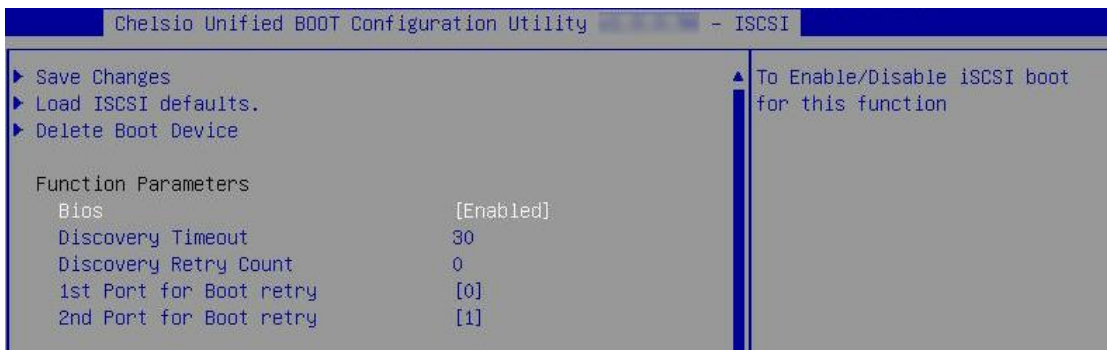 Chelsio Unified BOOT Configuration Utility - ISCSI
Save Changes
Load ISCSI defaults.
Delete Boot Device
Function Parameters
Bios [Enabled]
Discovery Timeout 30
Discovery Retry Count 0
1st Port for Boot retry [0]
2nd Port for Boot retry [1]
To Enable/Disable iSCSI boot
for this function